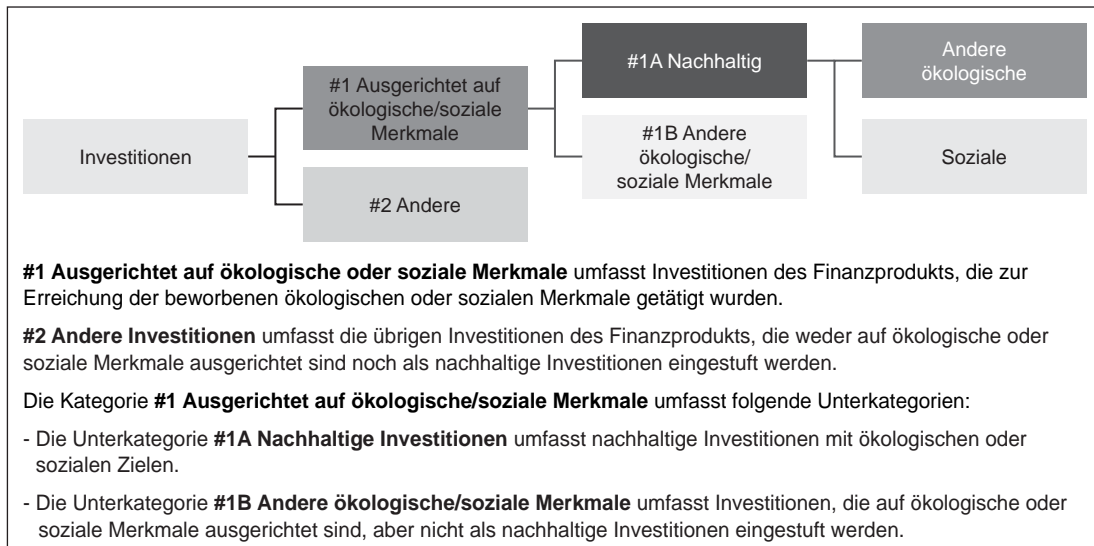 Investitionen
#1 Ausgerichtet auf
ökologische/soziale
Merkmale
#2 Andere
#1A Nachhaltig
#1B Andere
ökologische/
soziale Merkmale
Andere
ökologische
Soziale
#1 Ausgerichtet auf ökologische oder soziale Merkmale umfasst Investitionen des Finanzprodukts, die zur
Erreichung der beworbenen ökologischen oder sozialen Merkmale getätigt wurden.
#2 Andere Investitionen umfasst die übrigen Investitionen des Finanzprodukts, die weder auf ökologische oder
soziale Merkmale ausgerichtet sind noch als nachhaltige Investitionen eingestuft werden.
Die Kategorie #1 Ausgerichtet auf ökologische/soziale Merkmale umfasst folgende Unterkategorien:
- Die Unterkategorie #1A Nachhaltige Investitionen umfasst nachhaltige Investitionen mit ökologischen oder
sozialen Zielen.
- Die Unterkategorie #1B Andere ökologische/soziale Merkmale umfasst Investitionen, die auf ökologische oder
soziale Merkmale ausgerichtet sind, aber nicht als nachhaltige Investitionen eingestuft werden.